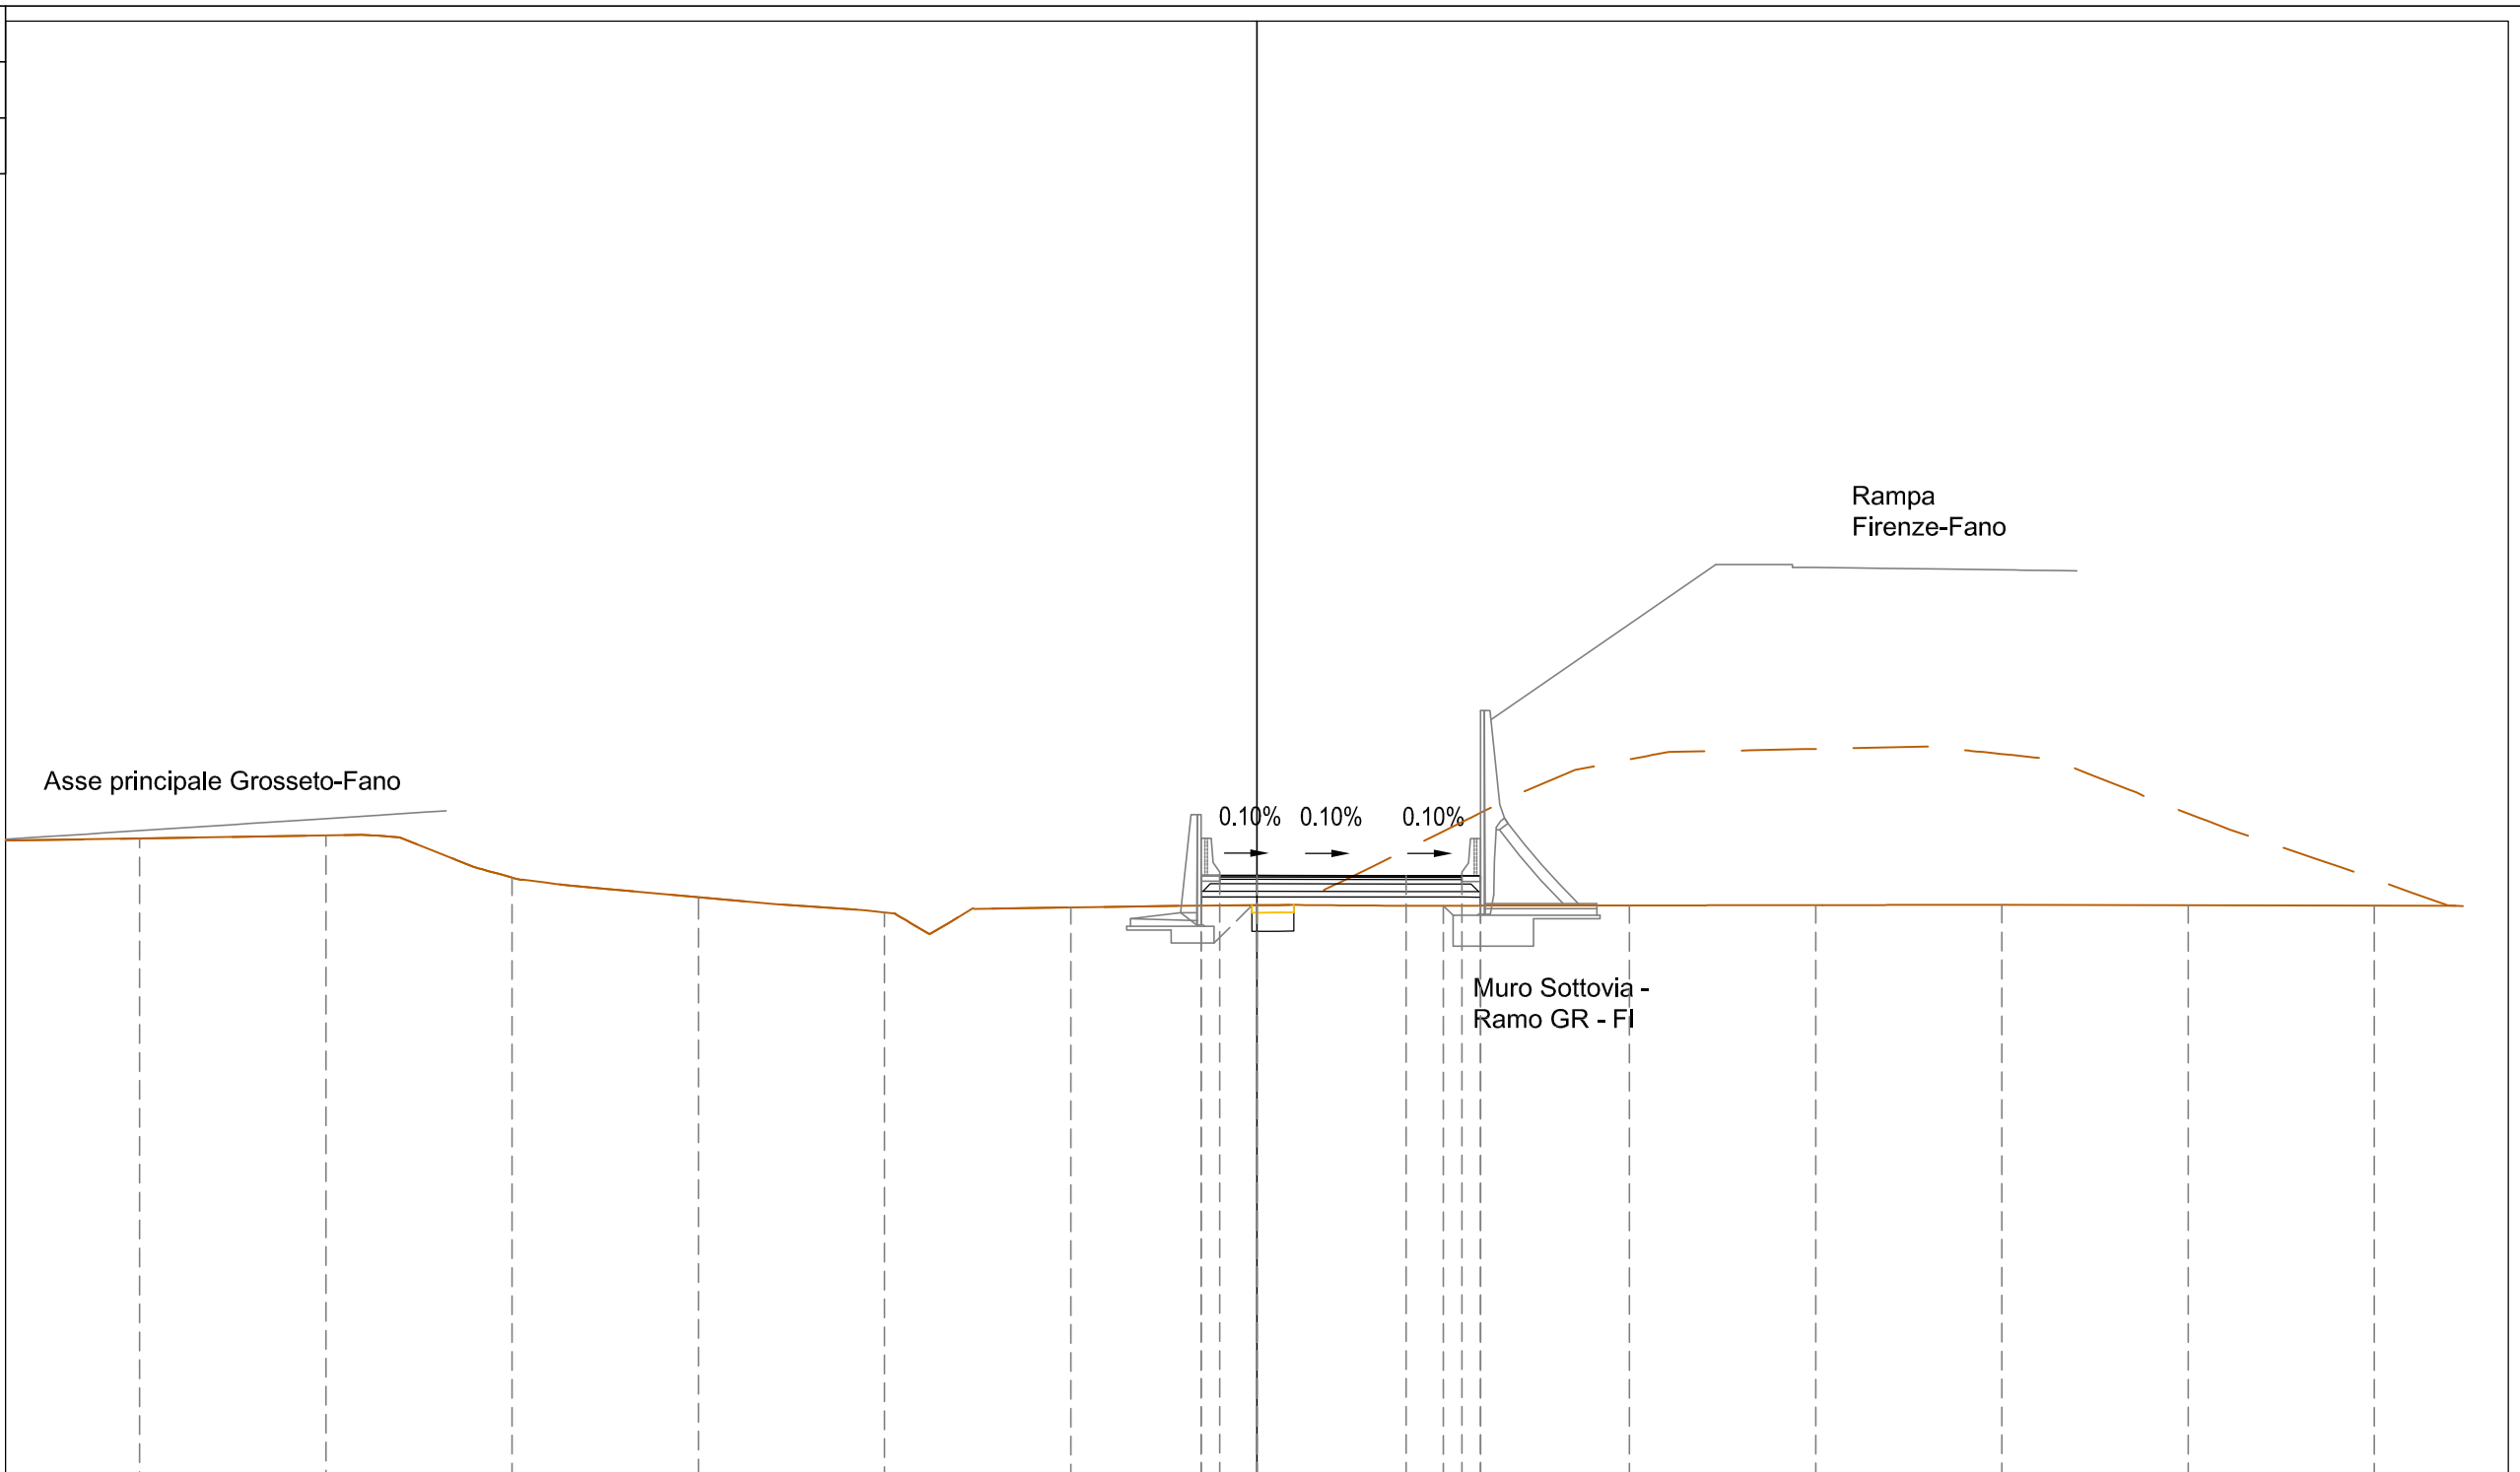 Rampa
Firenze-Fano
Asse principale Grosseto-Fano
0.10% 0.10% 0.10%
Muro Sottovia -
Ramo GR - FI